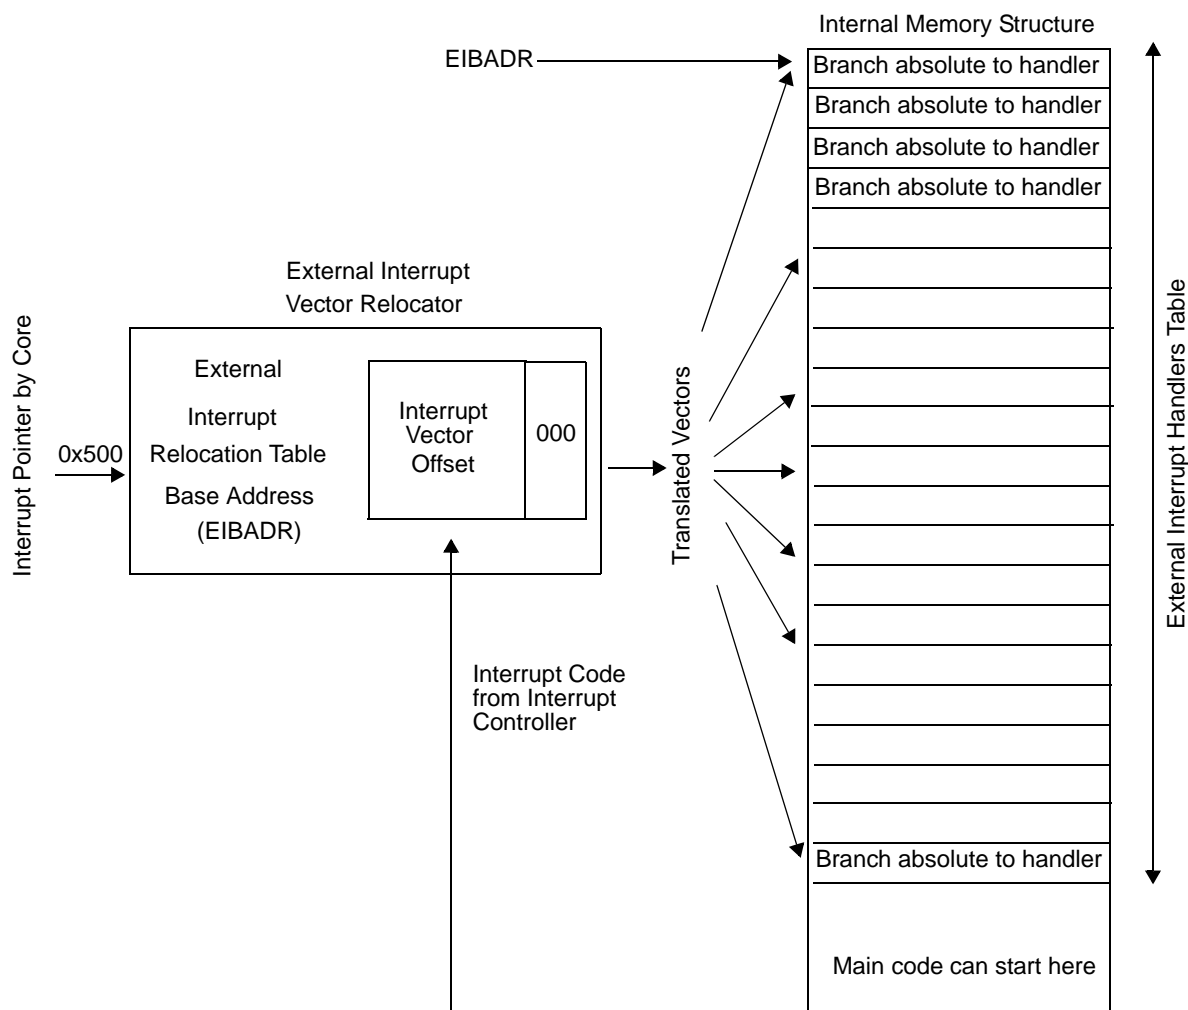 Internal Memory Structure
EIBADR
Branch absolute to handler
Branch absolute to handler
Branch absolute to handler
Branch absolute to handler
External Interrupt
Vector Relocator
Interrupt Pointer by Core
0x500
External
Interrupt
Relocation Table
Base Address
(EIBADR)
Interrupt
Vector
Offset
000
Translated Vectors
External Interrupt Handlers Table
Interrupt Code
from Interrupt
Controller
Branch absolute to handler
Main code can start here